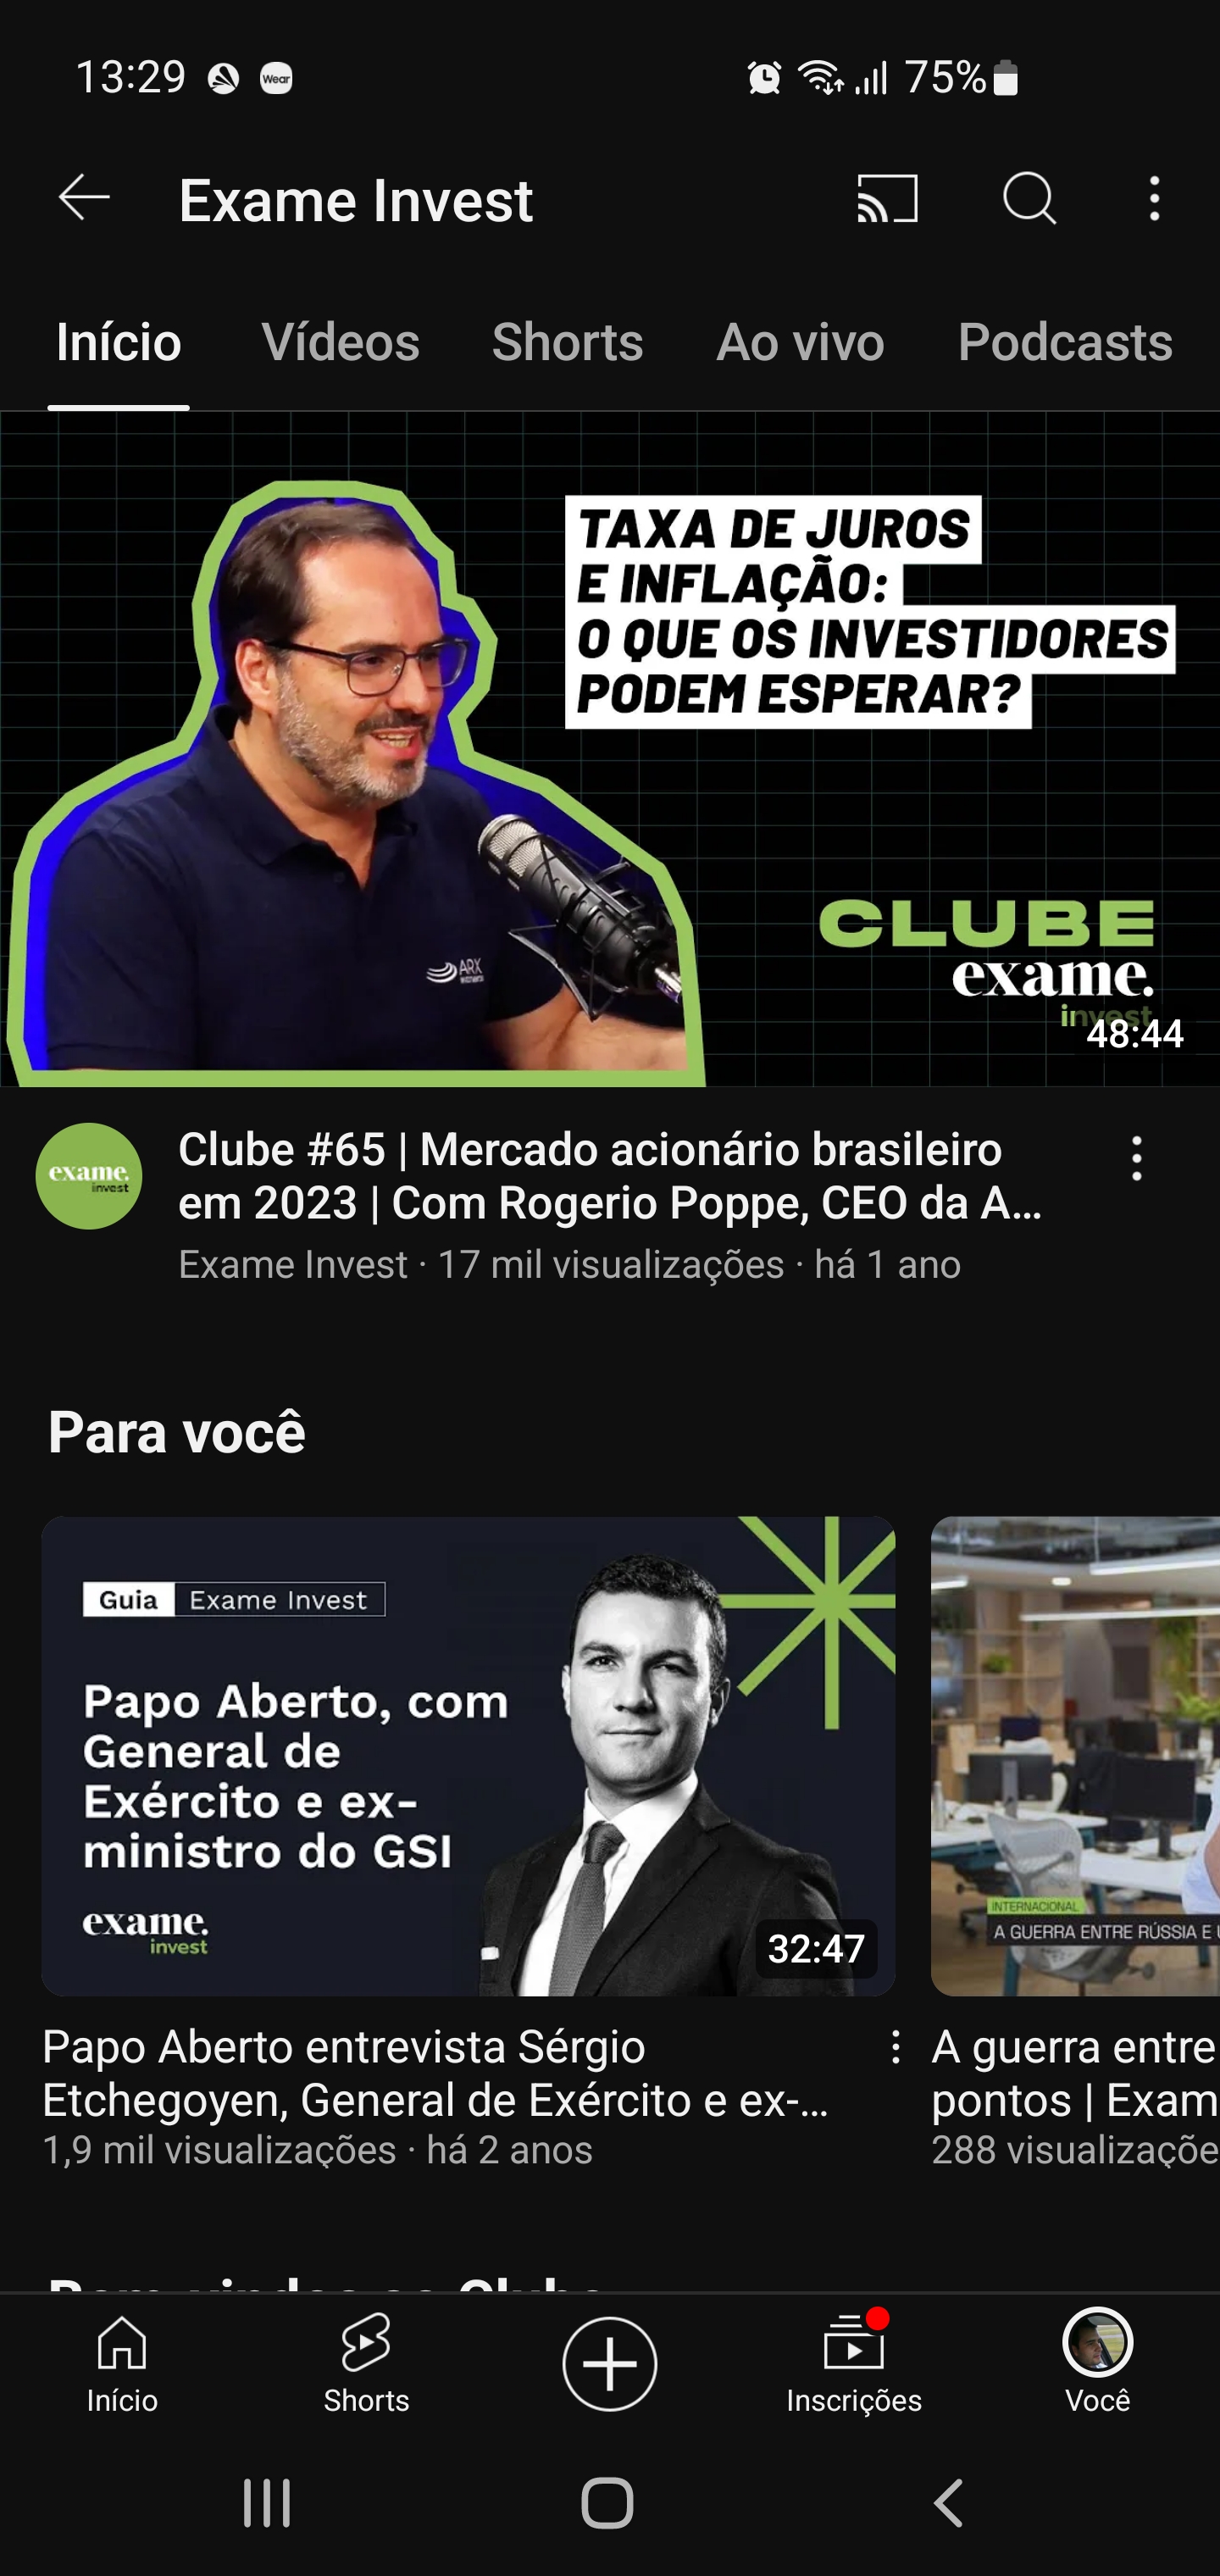 13:29
Wear
75%
Exame Invest
Início
Vídeos
Shorts
Ao vivo
Podcasts
TAXA DE JUROS
E INFLAÇÃO:
O QUE OS INVESTIDORES
PODEM ESPERAR?
ARX
CLUBE
exame.
invest
48:44
exame.
invest
Clube #65 | Mercado acionário brasileiro
em 2023 | Com Rogerio Poppe, CEO da A...
Exame Invest · 17 mil visualizações · há 1 ano
Para você
Guia
Exame Invest
Papo Aberto, com
General de
Exército e ex-
ministro do GSI
exame.
invest
32:47
INTERNACIONAL
A GUERRA ENTRE RÚSSIA E
Papo Aberto entrevista Sérgio
Etchegoyen, General de Exército e ex-...
1,9 mil visualizações · há 2 anos
A guerra entre
pontos | Exam
288 visualizaçõe
Início
Shorts
Inscrições
Você